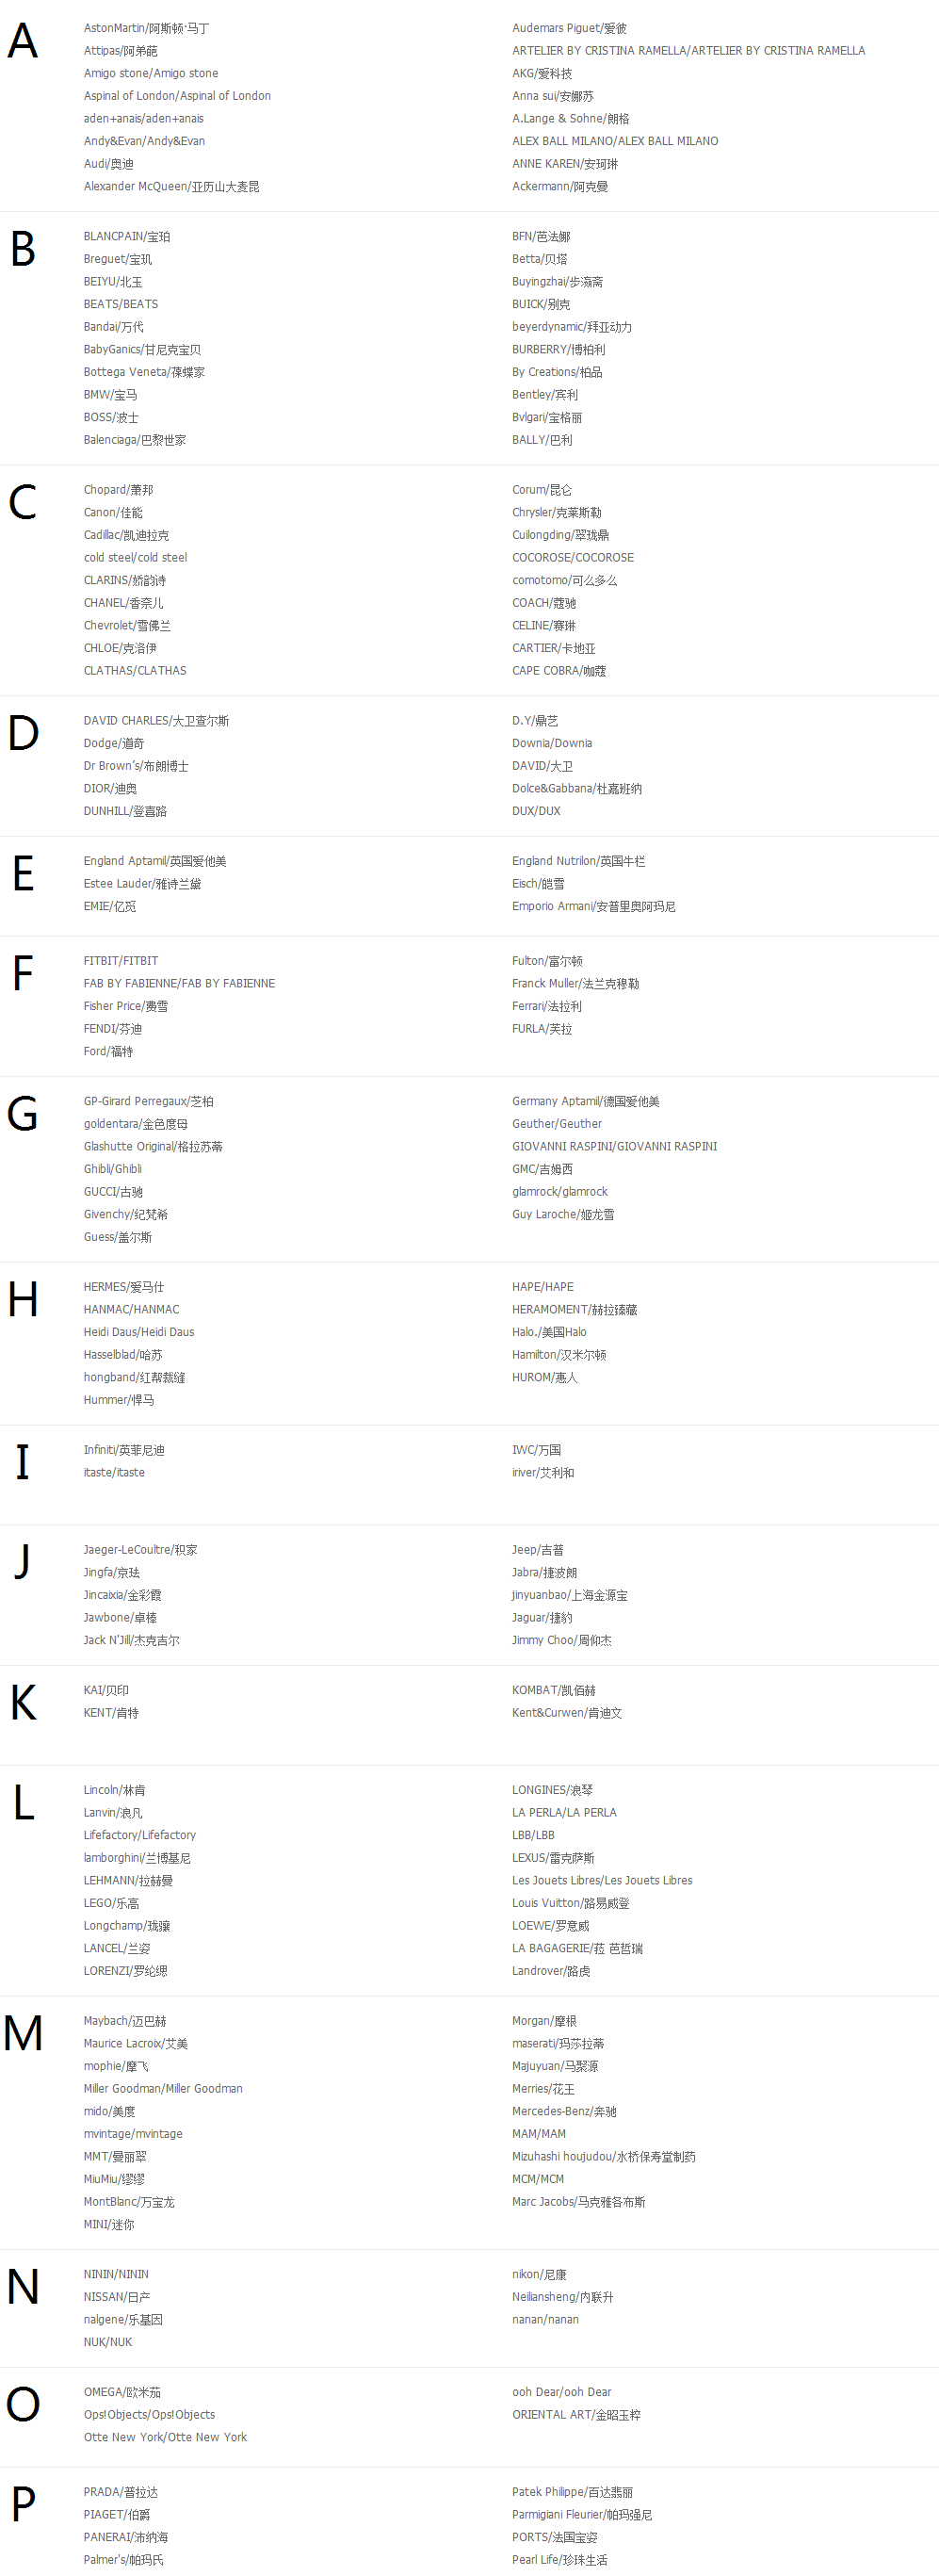 A
AstonMartin/阿斯顿·马丁
Audemars Piguet/爱彼
Attipas/阿弟葩
ARTELIER BY CRISTINA RAMELLA/ARTELIER BY CRISTINA RAMELLA
Amigo stone/Amigo stone
AKG/爱科技
Aspinal of London/Aspinal of London
Anna sui/安娜苏
aden+anais/aden+anais
A.Lange & Sohne/朗格
Andy&Evan/Andy&Evan
ALEX BALL MILANO/ALEX BALL MILANO
Audi/奥迪
ANNE KAREN/安珂琳
Alexander McQueen/亚历山大麦昆
Ackermann/阿克曼
B
BLANCPAIN/宝珀
BFN/芭法娜
Breguet/宝玑
Betta/贝塔
BEIYU/北玉
Buyingzhai/步瀛斋
BEATS/BEATS
BUICK/别克
Bandai/万代
beyerdynamic/拜亚动力
BabyGanics/甘尼克宝贝
BURBERRY/博柏利
Bottega Veneta/葆蝶家
By Creations/柏品
BMW/宝马
Bentley/宾利
BOSS/波士
Bvlgari/宝格丽
Balenciaga/巴黎世家
BALLY/巴利
C
Chopard/萧邦
Corum/昆仑
Canon/佳能
Chrysler/克莱斯勒
Cadillac/凯迪拉克
Cuilongding/翠珑鼎
cold steel/cold steel
COCOROSE/COCOROSE
CLARINS/娇韵诗
comotomo/可么多么
CHANEL/香奈儿
COACH/蔻驰
Chevrolet/雪佛兰
CELINE/赛琳
CHLOE/克洛伊
CARTIER/卡地亚
CLATHAS/CLATHAS
CAPE COBRA/咖蔻
D
DAVID CHARLES/大卫查尔斯
D.Y/鼎艺
Dodge/道奇
Downia/Downia
Dr Brown's/布朗博士
DAVID/大卫
DIOR/迪奥
Dolce&Gabbana/杜嘉班纳
DUNHILL/登喜路
DUX/DUX
E
England Aptamil/英国爱他美
England Nutrilon/英国牛栏
Estee Lauder/雅诗兰黛
Eisch/皑雪
EMIE/亿觅
Emporio Armani/安普里奥阿玛尼
F
FITBIT/FITBIT
Fulton/富尔顿
FAB BY FABIENNE/FAB BY FABIENNE
Franck Muller/法兰克穆勒
Fisher Price/费雪
Ferrari/法拉利
FENDI/芬迪
FURLA/芙拉
Ford/福特
G
GP-Girard Perregaux/芝柏
Germany Aptamil/德国爱他美
goldentara/金色度母
Geuther/Geuther
Glashutte Original/格拉苏蒂
GIOVANNI RASPINI/GIOVANNI RASPINI
Ghibli/Ghibli
GMC/吉姆西
GUCCI/古驰
glamrock/glamrock
Givenchy/纪梵希
Guy Laroche/姬龙雪
Guess/盖尔斯
H
HERMES/爱马仕
HAPE/HAPE
HANMAC/HANMAC
HERAMOMENT/赫拉臻藏
Heidi Daus/Heidi Daus
Halo./美国Halo
Hasselblad/哈苏
Hamilton/汉米尔顿
hongband/红帮裁缝
HUROM/惠人
Hummer/悍马
I
Infiniti/英菲尼迪
IWC/万国
itaste/itaste
iriver/艾利和
J
Jaeger-LeCoultre/积家
Jeep/吉普
Jingfa/京珐
Jabra/捷波朗
Jincaixia/金彩霞
jinyuanbao/上海金源宝
Jawbone/卓棒
Jaguar/捷豹
Jack N'Jill/杰克吉尔
Jimmy Choo/周仰杰
K
KAI/贝印
KOMBAT/凯佰赫
KENT/肯特
Kent&Curwen/肯迪文
L
Lincoln/林肯
LONGINES/浪琴
Lanvin/浪凡
LA PERLA/LA PERLA
Lifefactory/Lifefactory
LBB/LBB
lamborghini/兰博基尼
LEXUS/雷克萨斯
LEHMANN/拉赫曼
Les Jouets Libres/Les Jouets Libres
LEGO/乐高
Louis Vuitton/路易威登
Longchamp/珑骧
LOEWE/罗意威
LANCEL/兰姿
LA BAGAGERIE/菈 芭哲瑞
LORENZI/罗纶缌
Landrover/路虎
M
Maybach/迈巴赫
Morgan/摩根
Maurice Lacroix/艾美
maserati/玛莎拉蒂
mophie/摩飞
Majuyuan/马聚源
Miller Goodman/Miller Goodman
Merries/花王
mido/美度
Mercedes-Benz/奔驰
mvintage/mvintage
MAM/MAM
MMT/曼丽翠
Mizuhashi houjudou/水桥保寿堂制药
MiuMiu/缪缪
MCM/MCM
MontBlanc/万宝龙
Marc Jacobs/马克雅各布斯
MINI/迷你
N
NININ/NININ
nikon/尼康
NISSAN/日产
Neiliansheng/内联升
nalgene/乐基因
nanan/nanan
NUK/NUK
O
OMEGA/欧米茄
ooh Dear/ooh Dear
Ops!Objects/Ops!Objects
ORIENTAL ART/金昭玉粹
Otte New York/Otte New York
P
PRADA/普拉达
Patek Philippe/百达翡丽
PIAGET/伯爵
Parmigiani Fleurier/帕玛强尼
PANERAI/沛纳海
PORTS/法国宝姿
Palmer's/帕玛氏
Pearl Life/珍珠生活